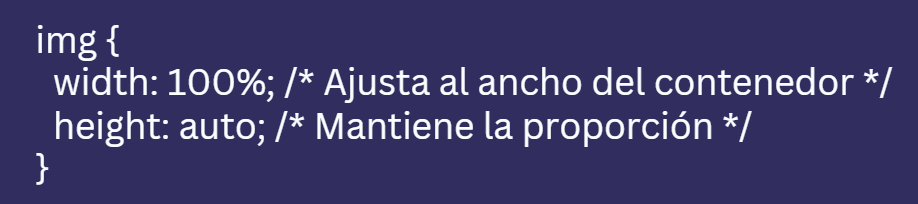 img {
  width: 100%; /* Ajusta al ancho del contenedor */
  height: auto; /* Mantiene la proporción */
}